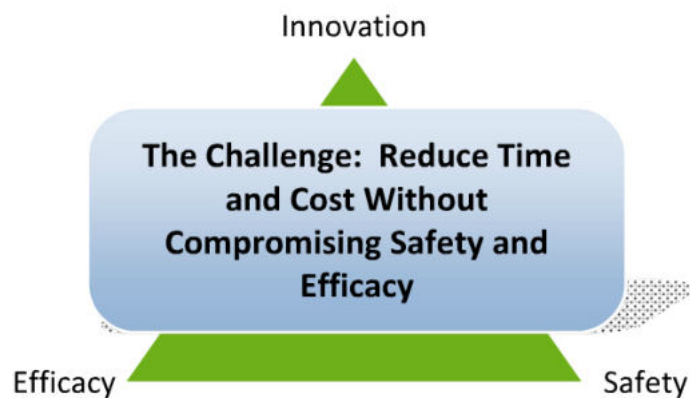 Innovation
The Challenge:  Reduce Time
and Cost Without
Compromising Safety and
Efficacy
Efficacy
Safety